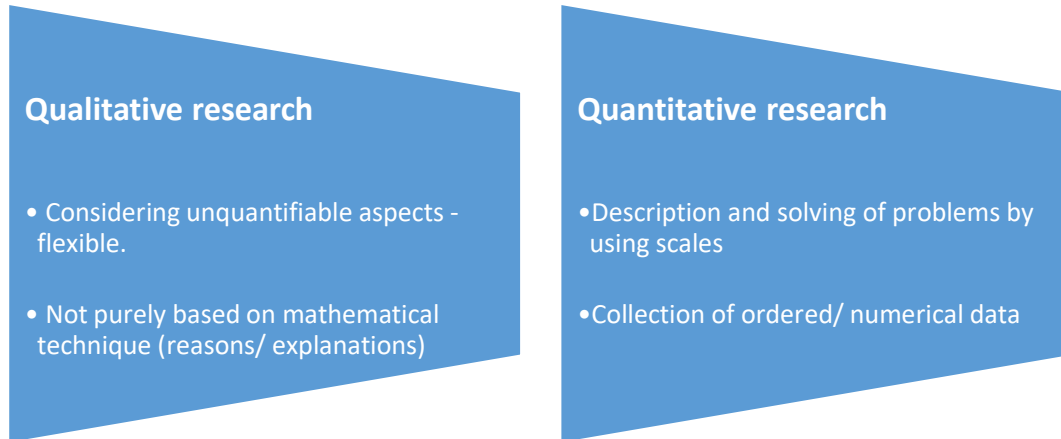 Qualitative research
• Considering unquantifiable aspects -
flexible.
• Not purely based on mathematical
technique (reasons/ explanations)
Quantitative research
•Description and solving of problems by
using scales
•Collection of ordered/ numerical data